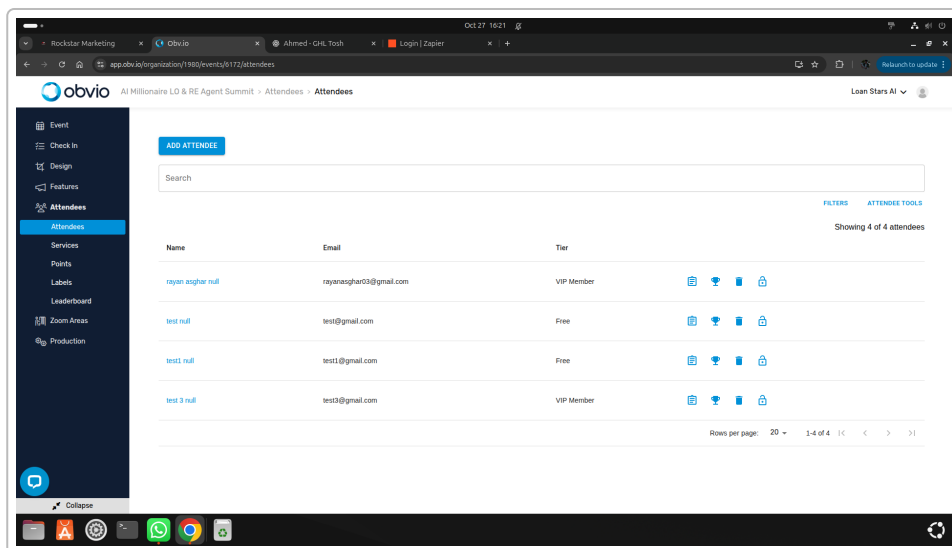 Oct 27 16:21
Rockstar Marketing
Obv.io
Ahmed - GHL Tosh
Login | Zapier
app.obv.io/organization/1980/events/6172/attendees
Relaunch to update
obvio
AI Millionaire LO & RE Agent Summit > Attendees > Attendees
Loan Stars AI
Event
Check In
Design
Features
Attendees
Attendees
Services
Points
Labels
Leaderboard
Zoom Areas
Production
Collapse
ADD ATTENDEE
Search
FILTERS ATTENDEE TOOLS
Showing 4 of 4 attendees
Name Email Tier
rayan asghar null rayanasghar03@gmail.com VIP Member
test null test@gmail.com Free
test1 null test1@gmail.com Free
test 3 null test3@gmail.com VIP Member
Rows per page: 20 1-4 of 4